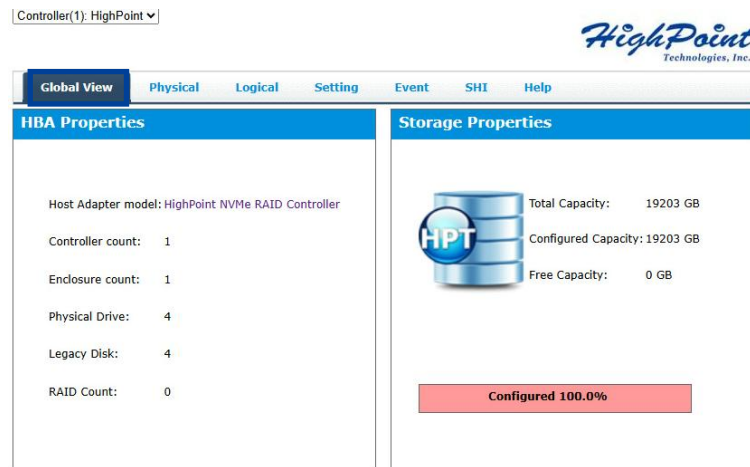 Controller(1): HighPoint
HighPoint
Technologies, Inc.
Global View Physical Logical Setting Event SHI Help
HBA Properties
Host Adapter model: HighPoint NVMe RAID Controller
Controller count: 1
Enclosure count: 1
Physical Drive: 4
Legacy Disk: 4
RAID Count: 0
Storage Properties
HPT
Total Capacity: 19203 GB
Configured Capacity: 19203 GB
Free Capacity: 0 GB
Configured 100.0%